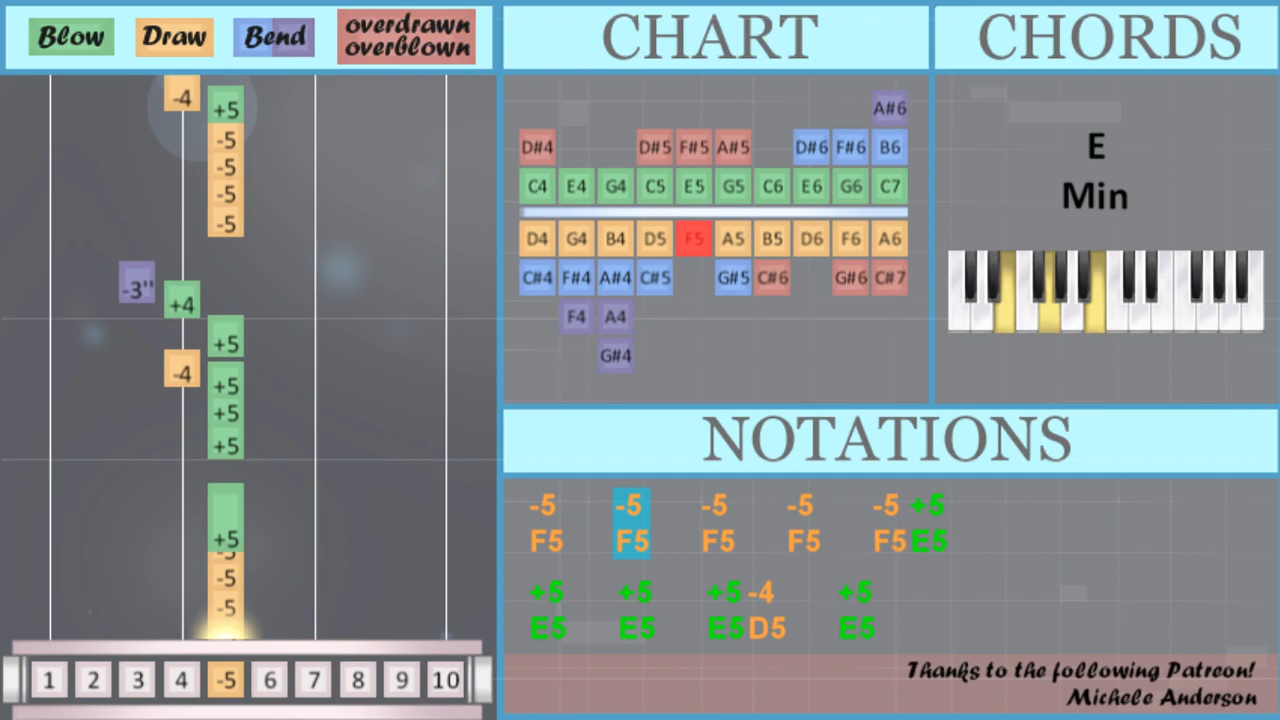 Blow Draw Bend overdrawn
overblown
CHART
CHORDS
-4
+5
-5
-5
-5
-5
-3''
+4
+5
-4
+5
+5
+5
+5
-5
-5
-5
1 2 3 4 -5 6 7 8 9 10
A#6
D#4 D#5 F#5 A#5 D#6 F#6 B6
C4 E4 G4 C5 E5 G5 C6 E6 G6 C7
D4 G4 B4 D5 F5 A5 B5 D6 F6 A6
C#4 F#4 A#4 C#5 G#5 C#6 G#6 C#7
F4 A4
G#4
E
Min
NOTATIONS
-5 -5 -5 -5 -5 +5
F5 F5 F5 F5 F5 E5
+5 +5 +5 -4 +5
E5 E5 E5 D5 E5
Thanks to the following Patreon!
Michele Anderson